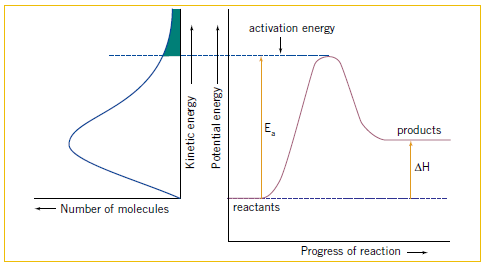 activation energy
Kinetic energy
Potential energy
Eₐ
products
ΔH
Number of molecules
reactants
Progress of reaction